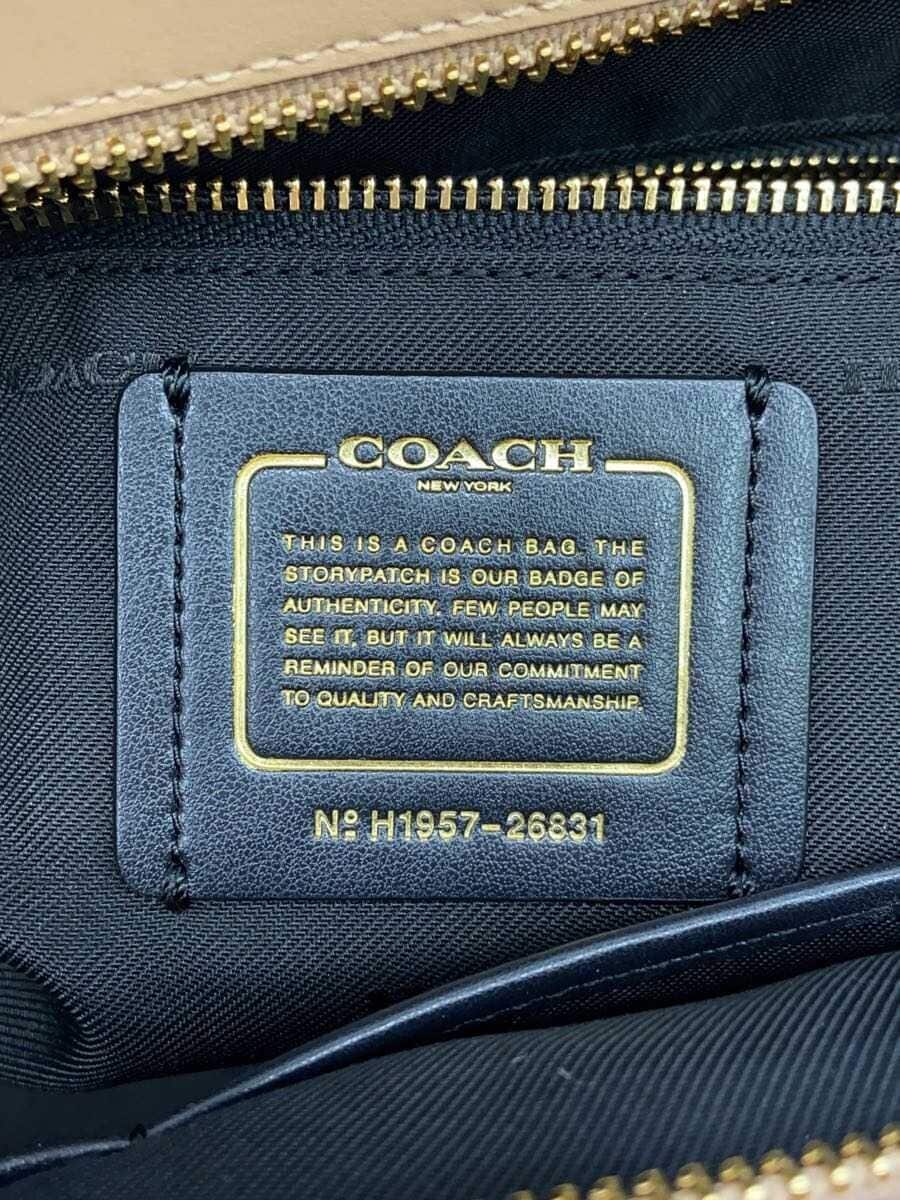 COACH
NEW YORK
THIS IS A COACH BAG. THE
STORYPATCH IS OUR BADGE OF
AUTHENTICITY. FEW PEOPLE MAY
SEE IT, BUT IT WILL ALWAYS BE A
REMINDER OF OUR COMMITMENT
TO QUALITY AND CRAFTSMANSHIP.
Nº H1957-26831